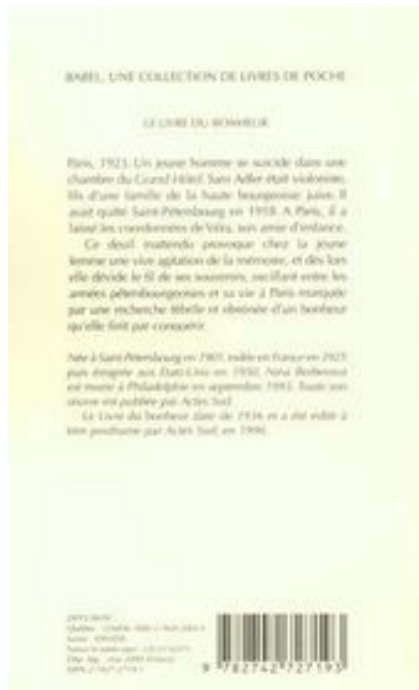 BABEL, UNE COLLECTION DE LIVRES DE POCHE
LE LIVRE DU BONHEUR
Paris, 1923. Un jeune homme se suicide dans une
chambre du Grand Hôtel. Sam Adler était violoniste,
fils d'une famille de la haute bourgeoisie juive. Il
avait quitté Saint-Pétersbourg en 1918. A Paris, il a
laissé les coordonnées de Véra, son amie d'enfance.
Ce deuil inattendu provoque chez la jeune
femme une vive agitation de la mémoire, et dès lors
elle dévide le fil de ses souvenirs, oscillant entre les
années pétersbourgeoises et sa vie à Paris marquée
par une recherche fébrile et obstinée d'un bonheur
qu'elle finit par conquérir.
Née à Saint-Pétersbourg en 1901, exilée en France en 1925
puis émigrée aux Etats-Unis en 1950, Nina Berberova
est morte à Philadelphie en septembre 1993. Toute son
œuvre est publiée par Actes Sud.
Le Livre du bonheur date de 1936 et a été édité à
titre posthume par Actes Sud, en 1996.
9 782742 727193